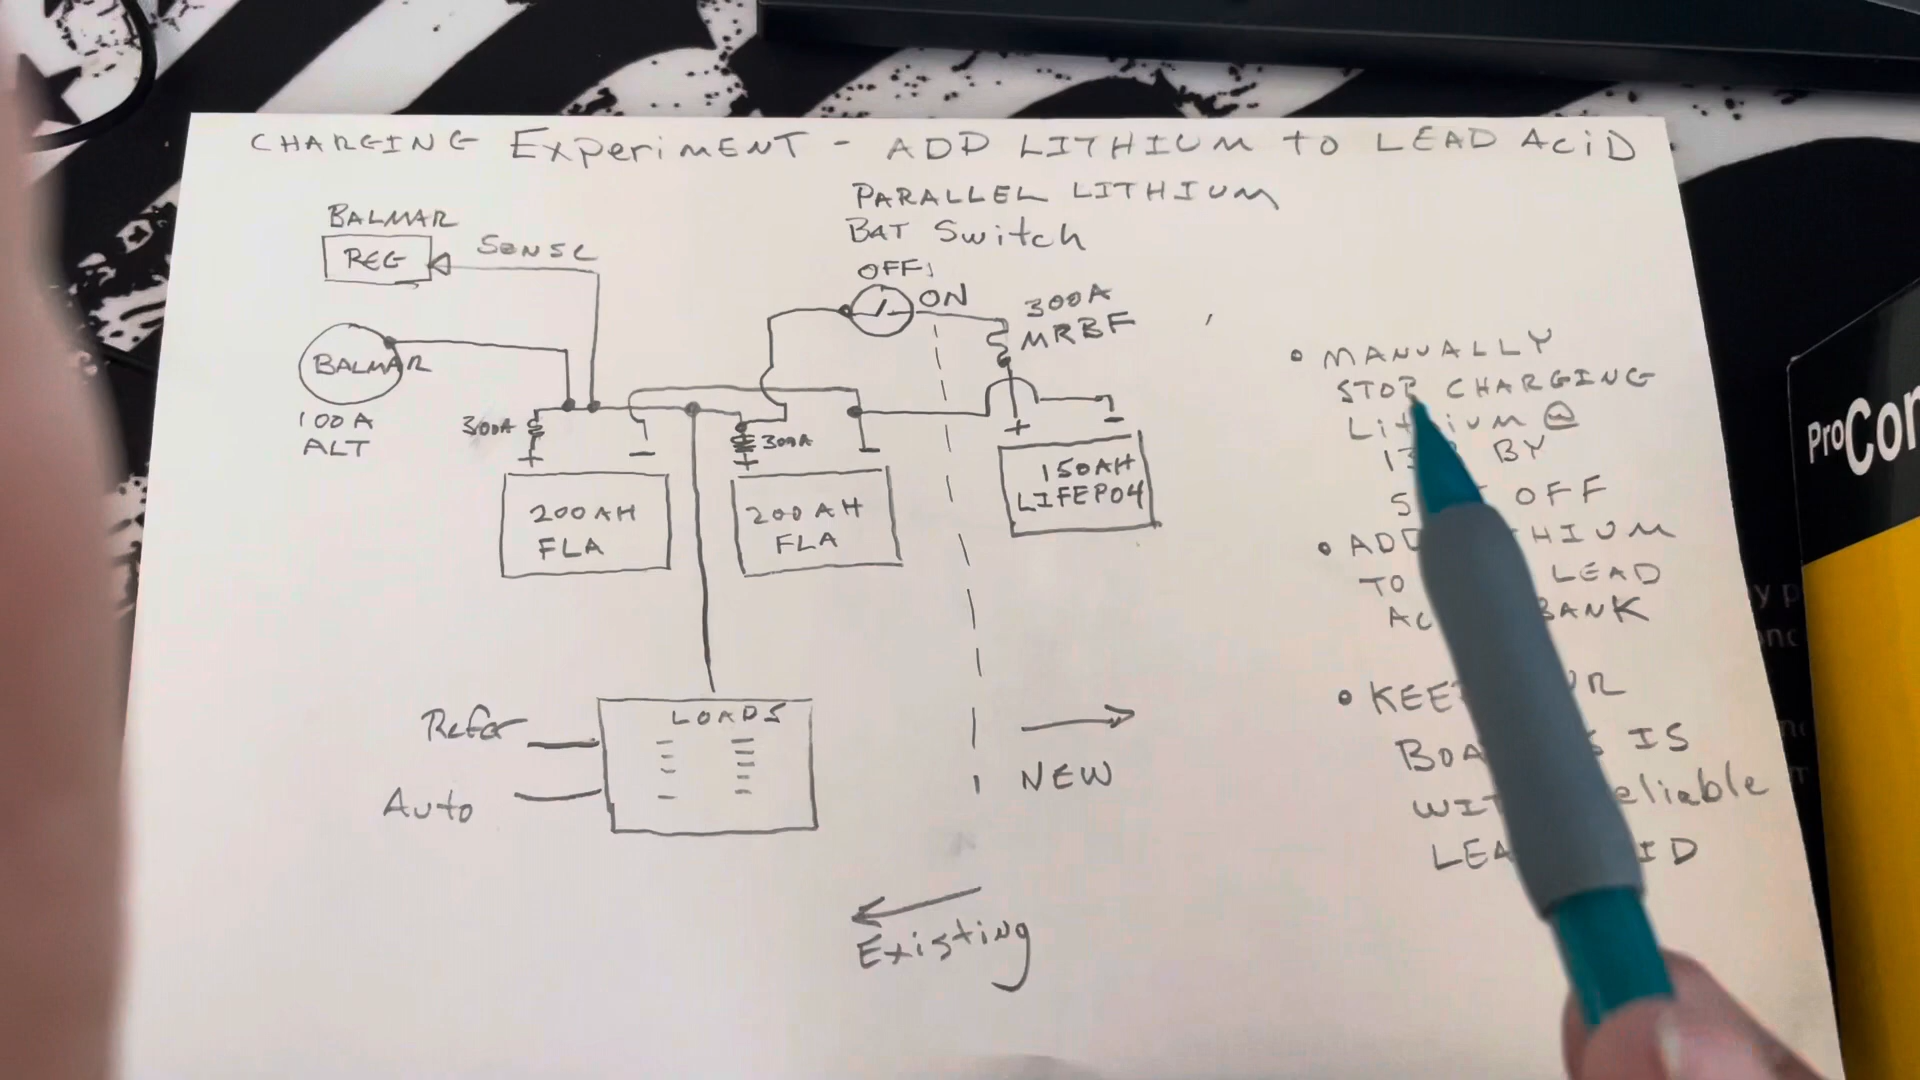 CHARGING ExperimENT - ADD LITHIUM to LEAD AciD
PARALLEL LITHIUM
BAT Switch
OFF
ON
BALMAR
REG
SENSE
BALMAR
100A
ALT
300A
MRBF
300A
+
-
300A
+
-
+
-
200AH
FLA
200AH
FLA
150AH
LIFEPO4
LOADS
Refer
Auto
NEW
Existing
• MANUALLY
STOP CHARGING
@
BY
OFF
• 
TO LEAD
BANK
• 
IS
LEA
ProCo